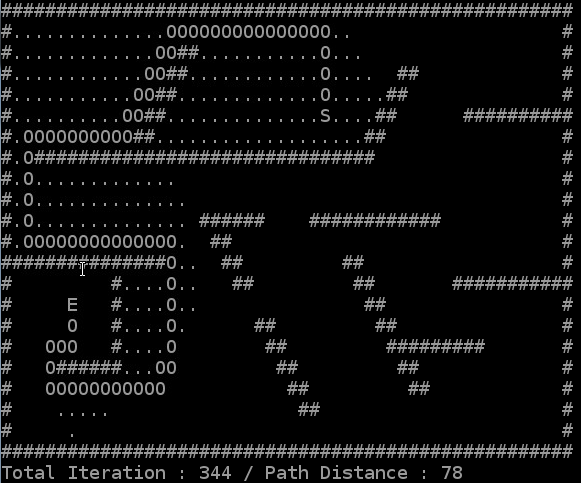 ####################################################
#..............OOOOOOOOOOOOOOO..                   #
#.............OO##...........O...                  #
#............OO##............O....  ##             #
#...........OO##.............O.....##              #
#..........OO##..............S....##      ##########
#.OOOOOOOOOO##...................##                #
#.O###############################                 #
#.O.............                                   #
#.O..............                                  #
#.O.............. ######    ############           #
#.OOOOOOOOOOOOOO.  ##                              #
###############O..  ##         ##                  #
#         #....O..   ##         ##       ###########
#     E   #....O..               ##                #
#     O   #....O.      ##         ##               #
#   OOO   #....O        ##         #########       #
#   O######...OO         ##         ##             #
#   OOOOOOOOOOO           ##         ##            #
#    .....                 ##                      #
#     .                                            #
####################################################
Total Iteration : 344 / Path Distance : 78